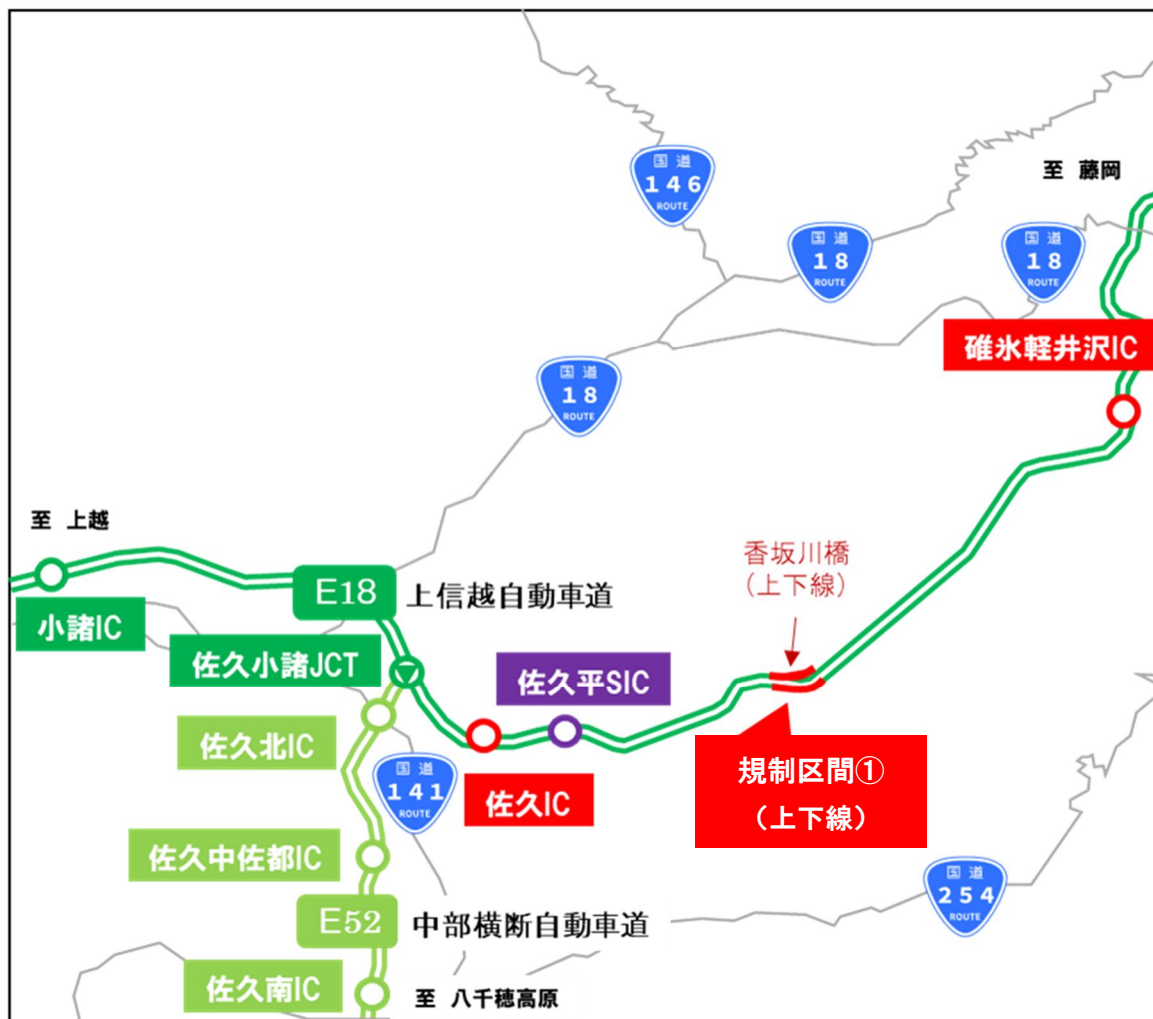 国道
146
ROUTE
至 藤岡
国道
18
ROUTE
国道
18
ROUTE
碓氷軽井沢IC
国道
18
ROUTE
至 上越
香坂川橋
(上下線)
E18
上信越自動車道
小諸IC
佐久小諸JCT
佐久平SIC
佐久北IC
規制区間①
(上下線)
国道
141
ROUTE
佐久IC
佐久中佐都IC
国道
254
ROUTE
E52
中部横断自動車道
佐久南IC
至 八千穂高原